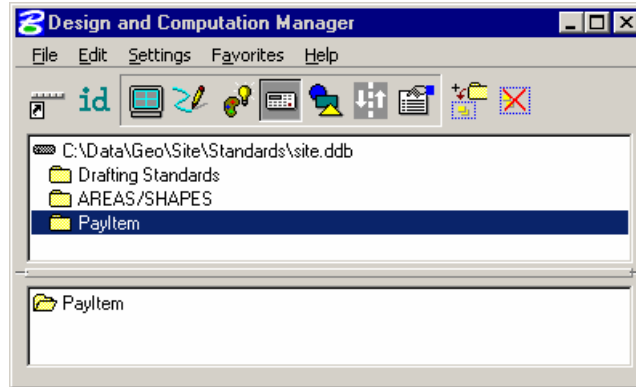 Design and Computation Manager
File Edit Settings Favorites Help
id
C:\Data\Geo\Site\Standards\site.ddb
Drafting Standards
AREAS/SHAPES
PayItem
PayItem